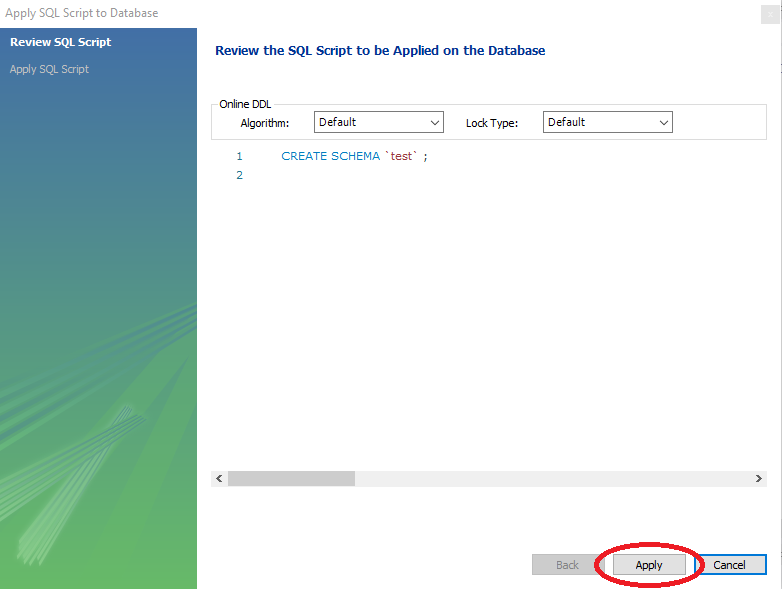 Apply SQL Script to Database
Review SQL Script
Apply SQL Script
Review the SQL Script to be Applied on the Database
Online DDL
Algorithm: Default Lock Type: Default
1 CREATE SCHEMA `test` ;
2
Back Apply Cancel